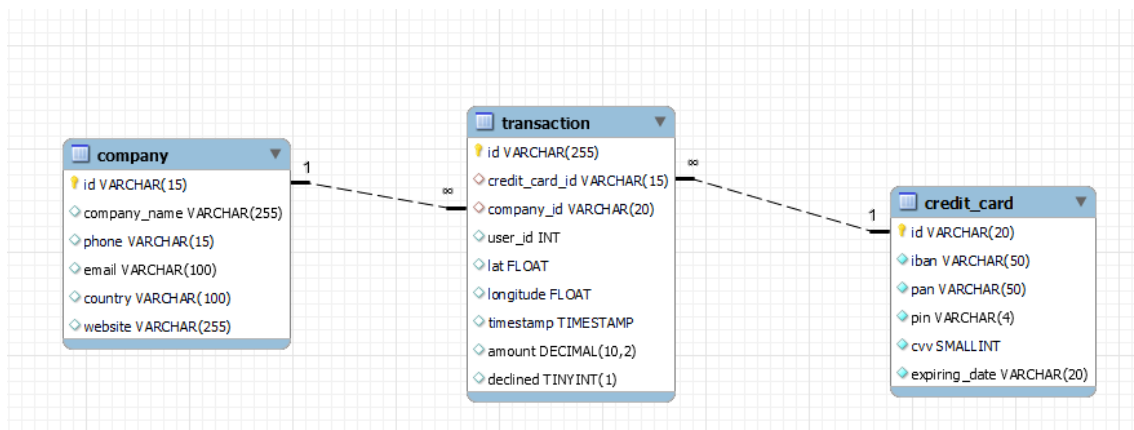 company
id VARCHAR(15)
company_name VARCHAR(255)
phone VARCHAR(15)
email VARCHAR(100)
country VARCHAR(100)
website VARCHAR(255)
1
∞
transaction
id VARCHAR(255)
credit_card_id VARCHAR(15)
company_id VARCHAR(20)
user_id INT
lat FLOAT
longitude FLOAT
timestamp TIMESTAMP
amount DECIMAL(10,2)
declined TINYINT(1)
∞
1
credit_card
id VARCHAR(20)
iban VARCHAR(50)
pan VARCHAR(50)
pin VARCHAR(4)
cvv SMALLINT
expiring_date VARCHAR(20)